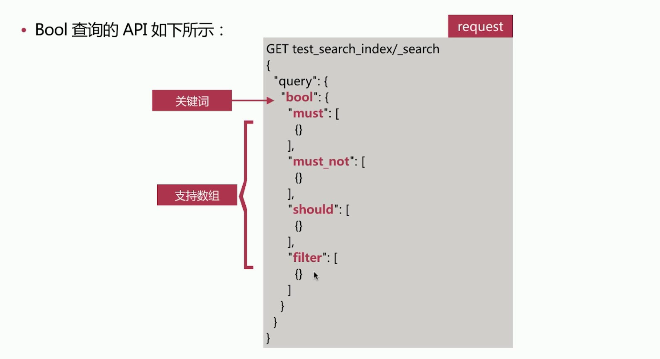 • Bool 查询的 API 如下所示：
request
GET test_search_index/_search
{
"query": {
关键词
"bool": {
"must": [
{}
],
"must_not": [
{}
],
支持数组
"should": [
{}
],
"filter": [
{}
]
}
}
}